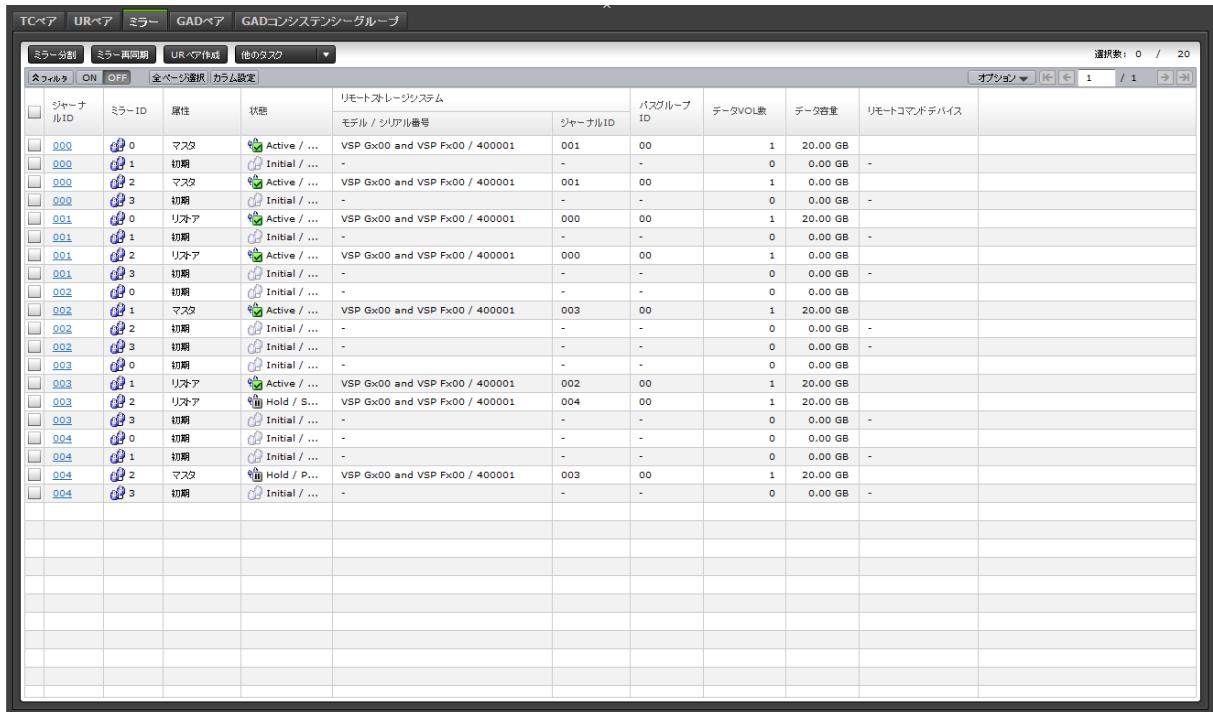 TCペア URペア ミラー GADペア GADコンシステンシーグループ
ミラー分割 ミラー再同期 URペア作成 他のタスク 選択数: 0 / 20
フィルタ ON OFF 全ページ選択 カラム設定 オプション 1 / 1
ジャーナルID ミラーID 属性 状態 リモートストレージシステム パスグループID データVOL数 データ容量 リモートコマンドデバイス
モデル / シリアル番号 ジャーナルID
000 0 マスタ Active / ... VSP Gx00 and VSP Fx00 / 400001 001 00 1 20.00 GB
000 1 初期 Initial / ... - - - 0 0.00 GB -
000 2 マスタ Active / ... VSP Gx00 and VSP Fx00 / 400001 001 00 1 0.00 GB
000 3 初期 Initial / ... - - - 0 0.00 GB -
001 0 リストア Active / ... VSP Gx00 and VSP Fx00 / 400001 000 00 1 20.00 GB
001 1 初期 Initial / ... - - - 0 0.00 GB -
001 2 リストア Active / ... VSP Gx00 and VSP Fx00 / 400001 000 00 1 0.00 GB
001 3 初期 Initial / ... - - - 0 0.00 GB -
002 0 初期 Initial / ... - - - 0 0.00 GB
002 1 マスタ Active / ... VSP Gx00 and VSP Fx00 / 400001 003 00 1 20.00 GB
002 2 初期 Initial / ... - - - 0 0.00 GB -
002 3 初期 Initial / ... - - - 0 0.00 GB -
003 0 初期 Initial / ... - - - 0 0.00 GB
003 1 リストア Active / ... VSP Gx00 and VSP Fx00 / 400001 002 00 1 20.00 GB
003 2 リストア Hold / S... VSP Gx00 and VSP Fx00 / 400001 004 00 1 20.00 GB
003 3 初期 Initial / ... - - - 0 0.00 GB -
004 0 初期 Initial / ... - - - 0 0.00 GB
004 1 初期 Initial / ... - - - 0 0.00 GB -
004 2 マスタ Hold / P... VSP Gx00 and VSP Fx00 / 400001 003 00 1 20.00 GB
004 3 初期 Initial / ... - - - 0 0.00 GB -